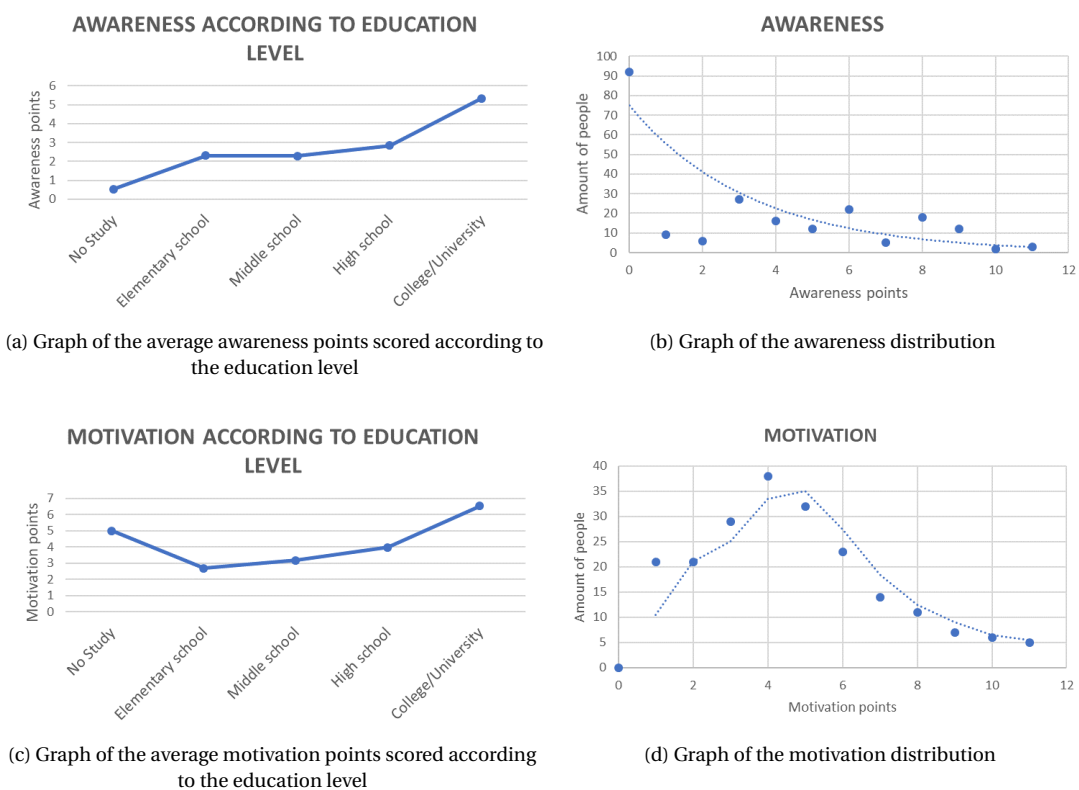 AWARENESS ACCORDING TO EDUCATION
LEVEL
Awareness points
6
5
4
3
2
1
0
No Study
Elementary school
Middle school
High school
College/University
(a) Graph of the average awareness points scored according to
the education level
AWARENESS
Amount of people
100
90
80
70
60
50
40
30
20
10
0
0 2 4 6 8 10 12
Awareness points
(b) Graph of the awareness distribution
MOTIVATION ACCORDING TO EDUCATION
LEVEL
Motivation points
7
6
5
4
3
2
1
0
No Study
Elementary school
Middle school
High school
College/University
(c) Graph of the average motivation points scored according
to the education level
MOTIVATION
Amount of people
40
35
30
25
20
15
10
5
0
0 2 4 6 8 10 12
Motivation points
(d) Graph of the motivation distribution